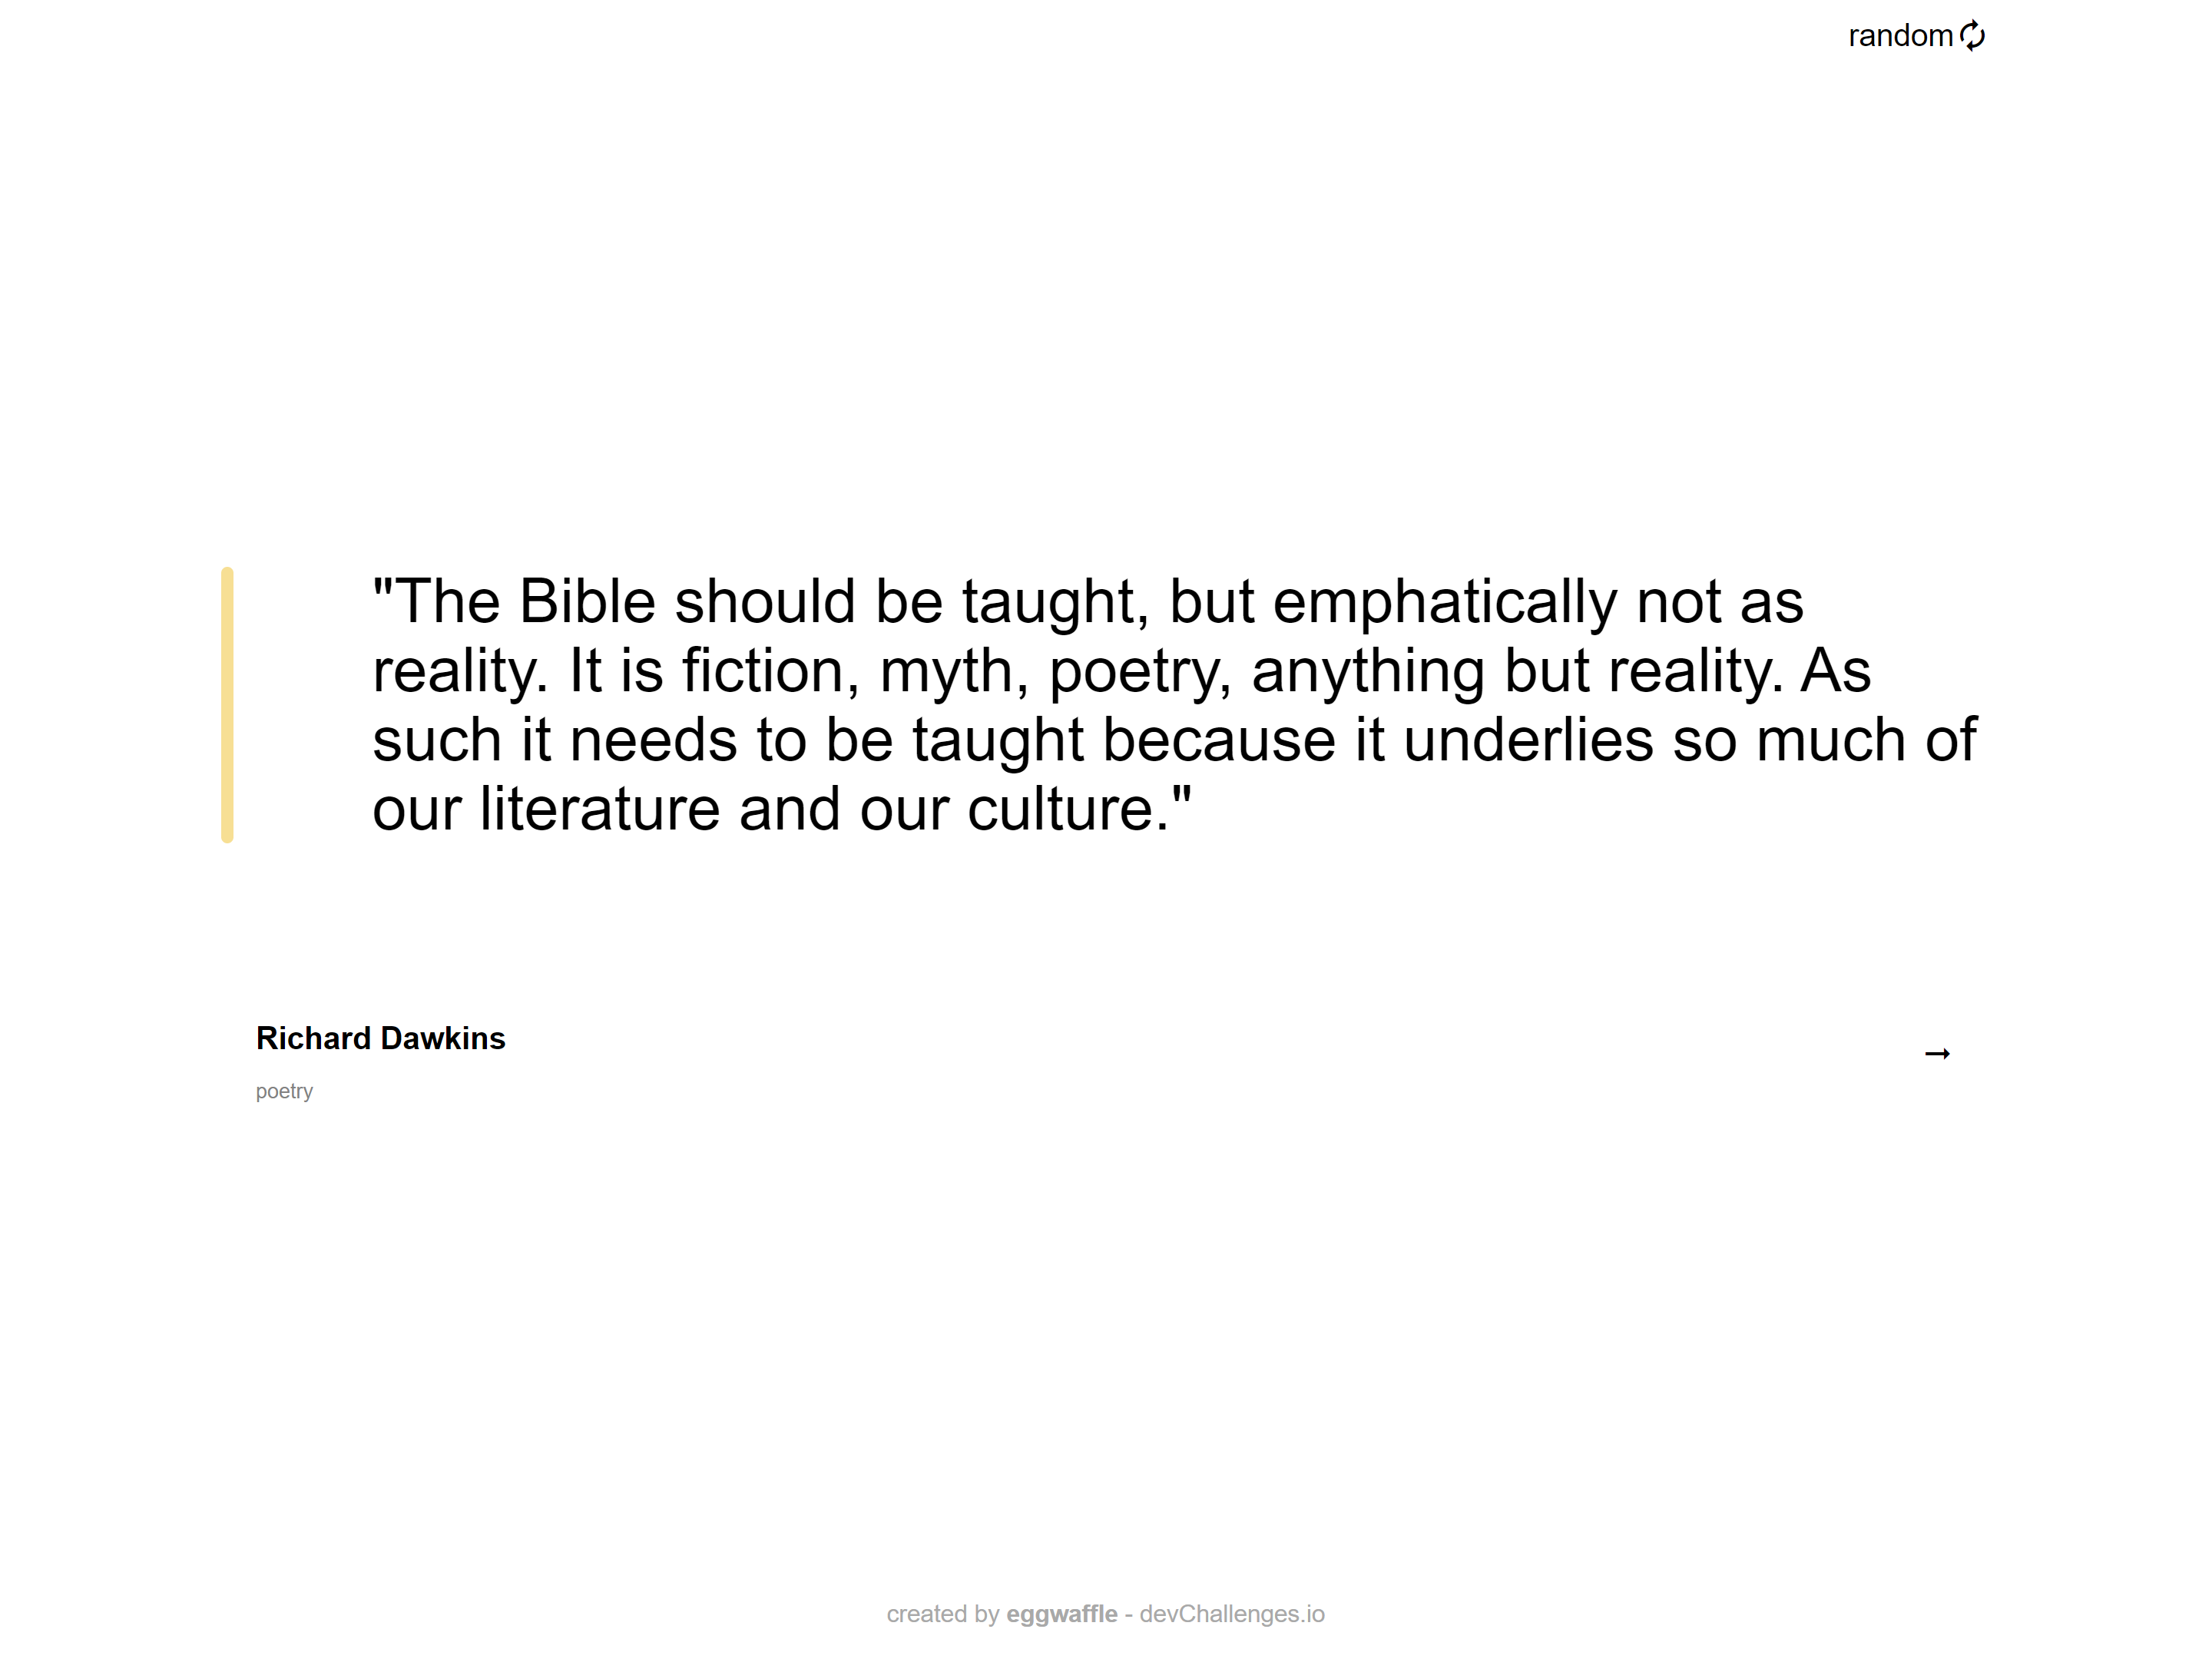 random
"The Bible should be taught, but emphatically not as
reality. It is fiction, myth, poetry, anything but reality. As
such it needs to be taught because it underlies so much of
our literature and our culture."
Richard Dawkins
poetry
created by eggwaffle - devChallenges.io